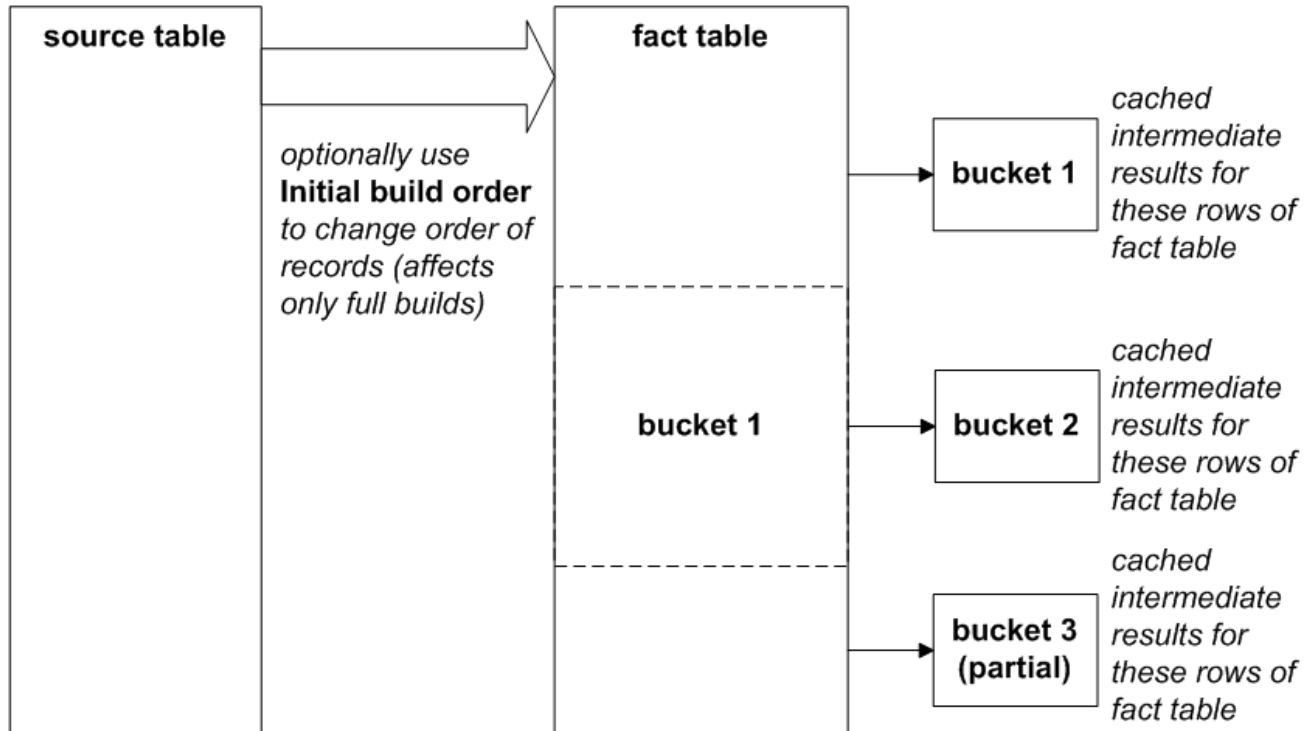 source table
fact table
optionally use
Initial build order
to change order of
records (affects
only full builds)
bucket 1
cached
intermediate
results for
these rows of
fact table
bucket 1
bucket 2
cached
intermediate
results for
these rows of
fact table
bucket 3
(partial)
cached
intermediate
results for
these rows of
fact table